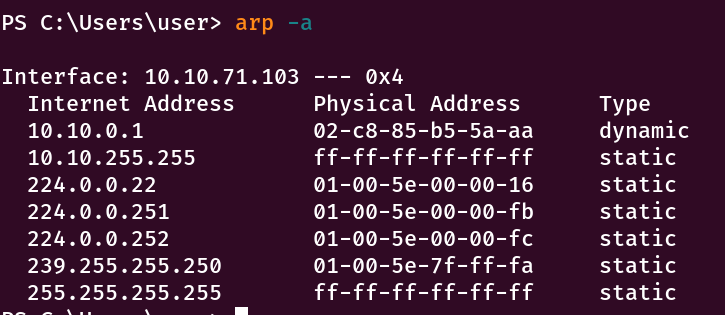 PS C:\Users\user> arp -a
Interface: 10.10.71.103 --- 0x4
Internet Address Physical Address Type
10.10.0.1 02-c8-85-b5-5a-aa dynamic
10.10.255.255 ff-ff-ff-ff-ff-ff static
224.0.0.22 01-00-5e-00-00-16 static
224.0.0.251 01-00-5e-00-00-fb static
224.0.0.252 01-00-5e-00-00-fc static
239.255.255.250 01-00-5e-7f-ff-fa static
255.255.255.255 ff-ff-ff-ff-ff-ff static